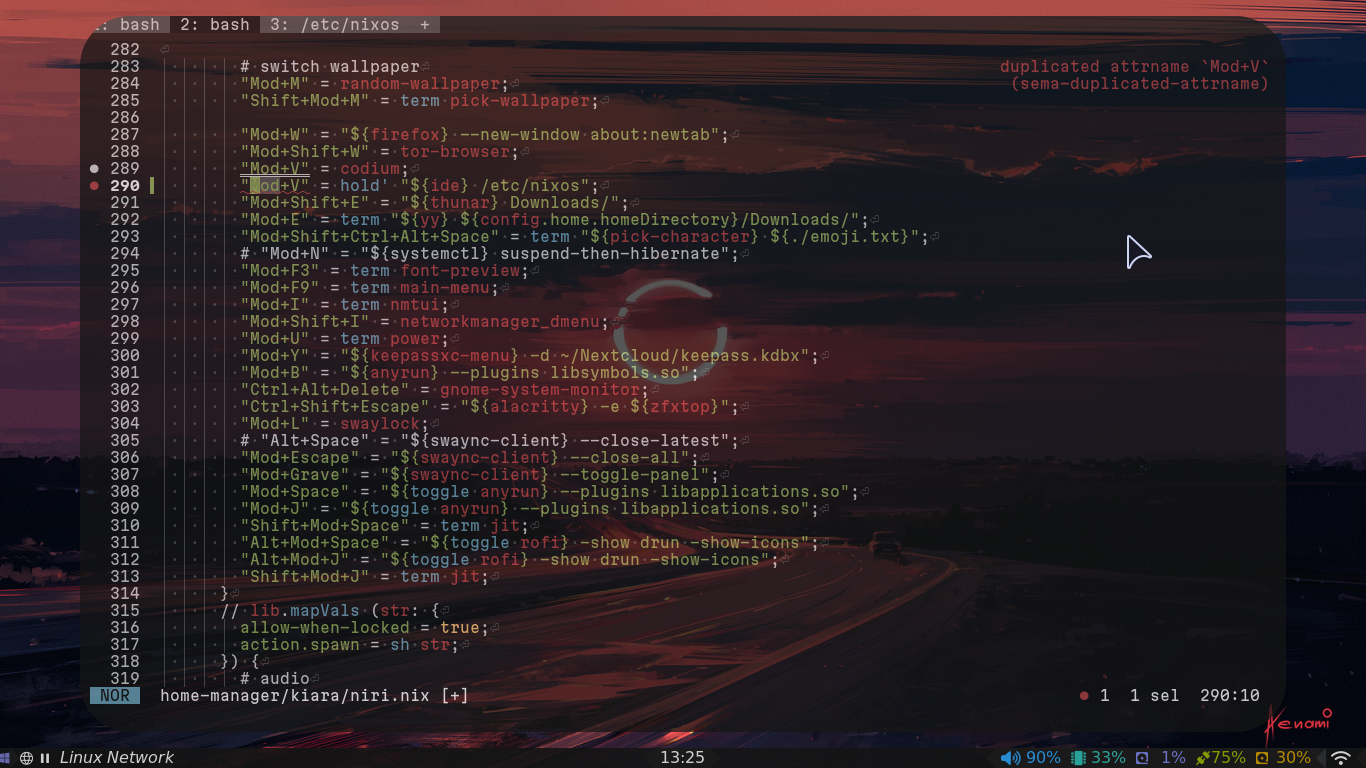 : bash  2: bash  3: /etc/nixos  +
282
283 # switch wallpaper
duplicated attrname `Mod+V`
284 "Mod+M" = random-wallpaper;
(sema-duplicated-attrname)
285 "Shift+Mod+M" = term pick-wallpaper;
286
287 "Mod+W" = "${firefox} --new-window about:newtab";
288 "Mod+Shift+W" = tor-browser;
289 "Mod+V" = codium;
290 "Mod+V" = hold' "${ide} /etc/nixos";
291 "Mod+Shift+E" = "${thunar} Downloads/";
292 "Mod+E" = term "${yy} ${config.home.homeDirectory}/Downloads/";
293 "Mod+Shift+Ctrl+Alt+Space" = term "${pick-character} ${./emoji.txt}";
294 # "Mod+N" = "${systemctl} suspend-then-hibernate";
295 "Mod+F3" = term font-preview;
296 "Mod+F9" = term main-menu;
297 "Mod+I" = term nmtui;
298 "Mod+Shift+I" = networkmanager_dmenu;
299 "Mod+U" = term power;
300 "Mod+Y" = "${keepassxc-menu} -d ~/Nextcloud/keepass.kdbx";
301 "Mod+B" = "${anyrun} --plugins libsymbols.so";
302 "Ctrl+Alt+Delete" = gnome-system-monitor;
303 "Ctrl+Shift+Escape" = "${alacritty} -e ${zfxtop}";
304 "Mod+L" = swaylock;
305 # "Alt+Space" = "${swaync-client} --close-latest";
306 "Mod+Escape" = "${swaync-client} --close-all";
307 "Mod+Grave" = "${swaync-client} --toggle-panel";
308 "Mod+Space" = "${toggle anyrun} --plugins libapplications.so";
309 "Mod+J" = "${toggle anyrun} --plugins libapplications.so";
310 "Shift+Mod+Space" = term jit;
311 "Alt+Mod+Space" = "${toggle rofi} -show drun -show-icons";
312 "Alt+Mod+J" = "${toggle rofi} -show drun -show-icons";
313 "Shift+Mod+J" = term jit;
314 }
315 // lib.mapVals (str: {
316 allow-when-locked = true;
317 action.spawn = sh str;
318 }) {
319 # audio
NOR home-manager/kiara/niri.nix [+] 1 1 sel 290:10
Aenami
Linux Network 13:25 90% 33% 1% 75% 30%